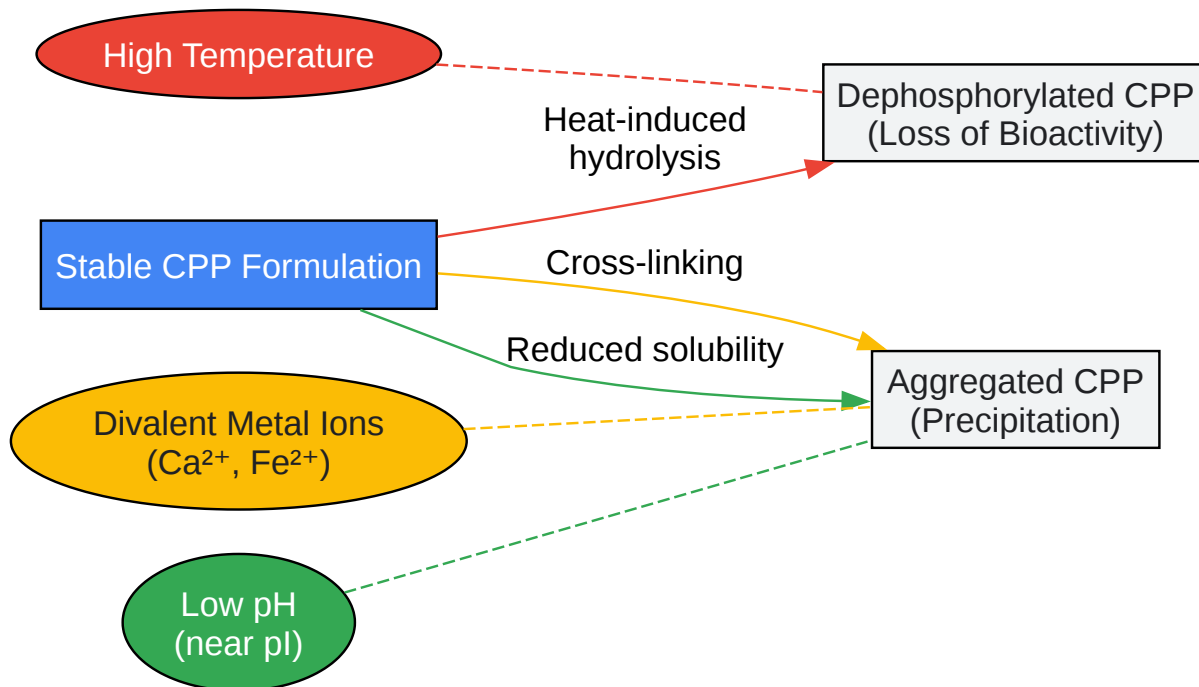 High Temperature
Dephosphorylated CPP
(Loss of Bioactivity)
Heat-induced
hydrolysis
Stable CPP Formulation
Cross-linking
Reduced solubility
Aggregated CPP
(Precipitation)
Divalent Metal Ions
(Ca²⁺, Fe²⁺)
Low pH
(near pI)